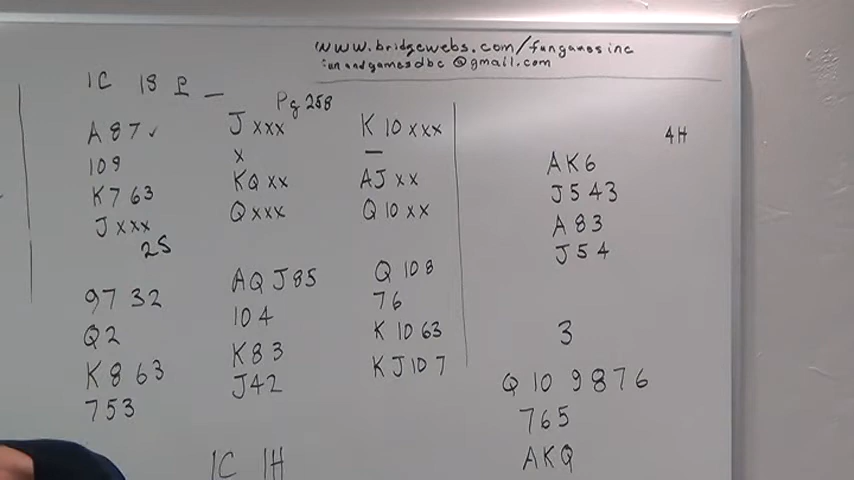 www.bridgewebs.com/fungamesinc
funandgamesdbc@gmail.com
1C 1S P _
Pg 258
A 8 7 ✓
10 9
K 7 6 3
J x x x
2S
J x x x
x
K Q x x
Q x x x
K 10 x x x
—
A J x x
Q 10 x x
9 7 3 2
Q 2
K 8 6 3
7 5 3
A Q J 8 5
10 4
K 8 3
J 4 2
Q 10 8
7 6
K 10 6 3
K J 10 7
1C 1H
4H
A K 6
J 5 4 3
A 8 3
J 5 4
3
Q 10 9 8 7 6
7 6 5
A K Q